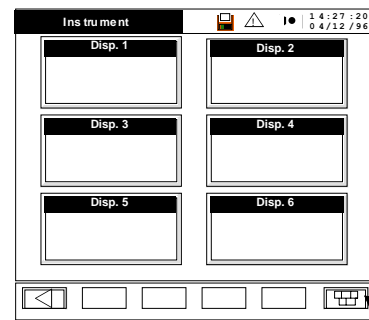 Instrument 14:27:20
04/12/96
Disp. 1 Disp. 2
Disp. 3 Disp. 4
Disp. 5 Disp. 6